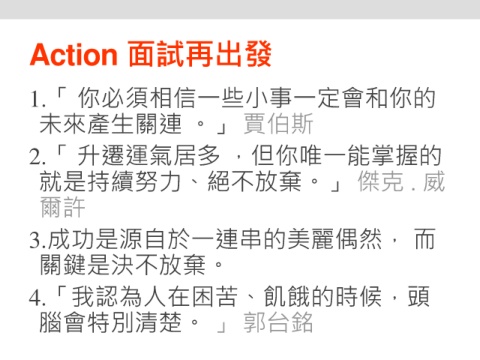 Action 面試再出發
1.「 你必須相信一些小事一定會和你的
未來產生關連 。」 賈伯斯
2.「 升遷運氣居多 ，但你唯一能掌握的
就是持續努力、絕不放棄。」 傑克 . 威
爾許
3.成功是源自於一連串的美麗偶然， 而
關鍵是決不放棄。
4.「我認為人在困苦、飢餓的時候，頭
腦會特別清楚。 」 郭台銘